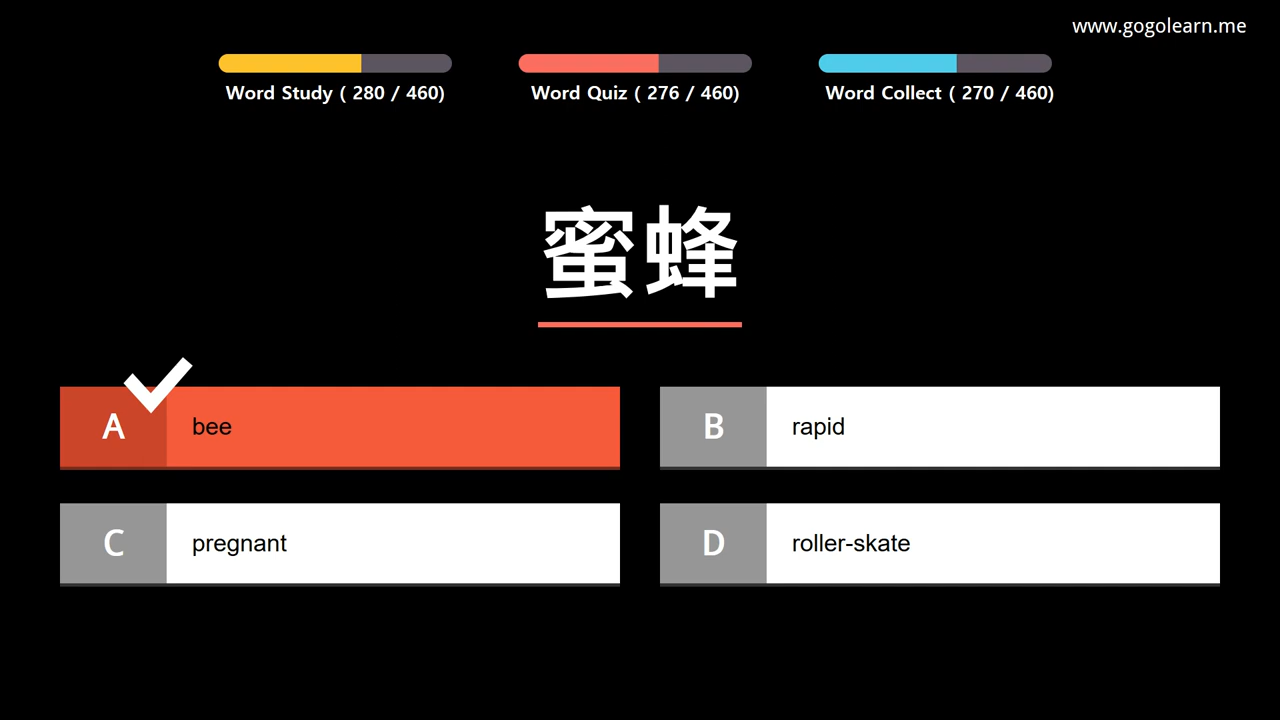 www.gogolearn.me
Word Study ( 280 / 460)
Word Quiz ( 276 / 460)
Word Collect ( 270 / 460)
蜜蜂
A bee
B rapid
C pregnant
D roller-skate